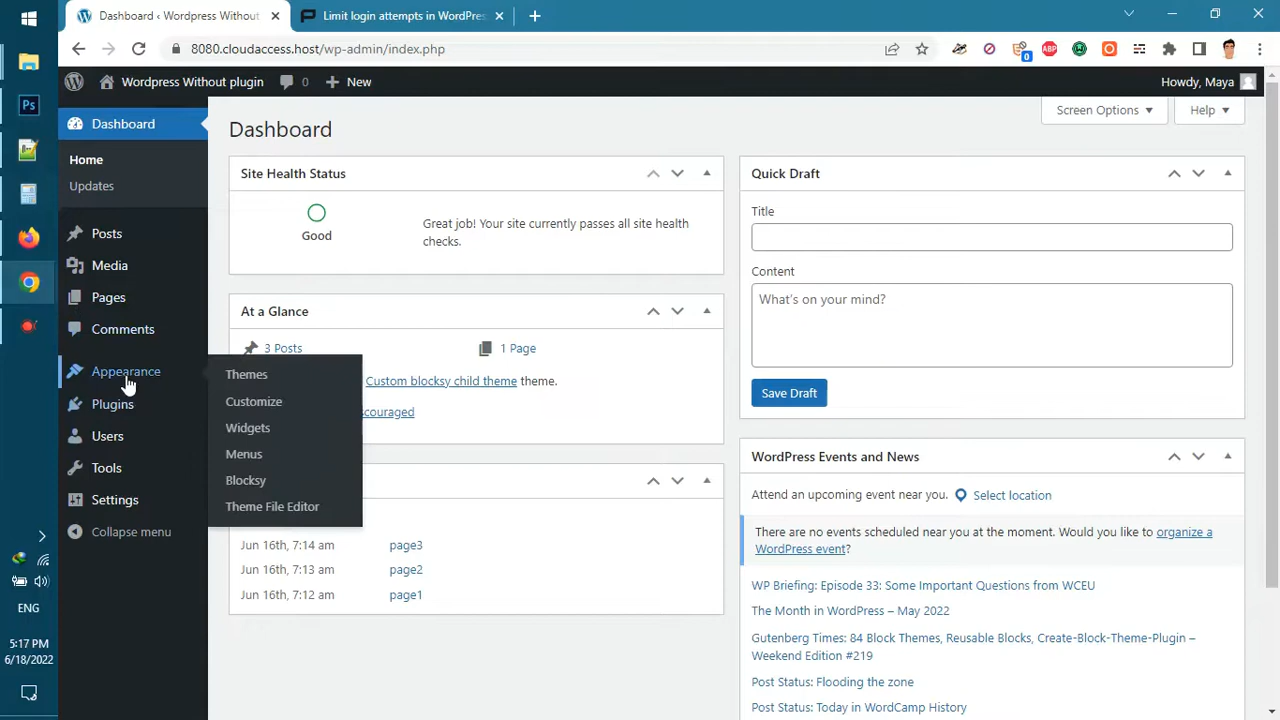 Dashboard ‹ Wordpress Without
Limit login attempts in WordPres
8080.cloudaccess.host/wp-admin/index.php
0
ABP
Wordpress Without plugin
0
New
Howdy, Maya
Ps
Dashboard
Home
Updates
Posts
Media
Pages
Comments
Appearance
Plugins
Users
Tools
Settings
Collapse menu
Themes
Customize
Widgets
Menus
Blocksy
Theme File Editor
Screen Options
Help
Dashboard
Site Health Status
Good
Great job! Your site currently passes all site health
checks.
At a Glance
3 Posts
1 Page
Custom blocksy child theme theme.
scouraged
Jun 16th, 7:14 am
page3
Jun 16th, 7:13 am
page2
Jun 16th, 7:12 am
page1
Quick Draft
Title
Content
What's on your mind?
Save Draft
WordPress Events and News
Attend an upcoming event near you.
Select location
There are no events scheduled near you at the moment. Would you like to organize a
WordPress event?
WP Briefing: Episode 33: Some Important Questions from WCEU
The Month in WordPress – May 2022
Gutenberg Times: 84 Block Themes, Reusable Blocks, Create-Block-Theme-Plugin –
Weekend Edition #219
Post Status: Flooding the zone
Post Status: Today in WordCamp History
ENG
5:17 PM
6/18/2022